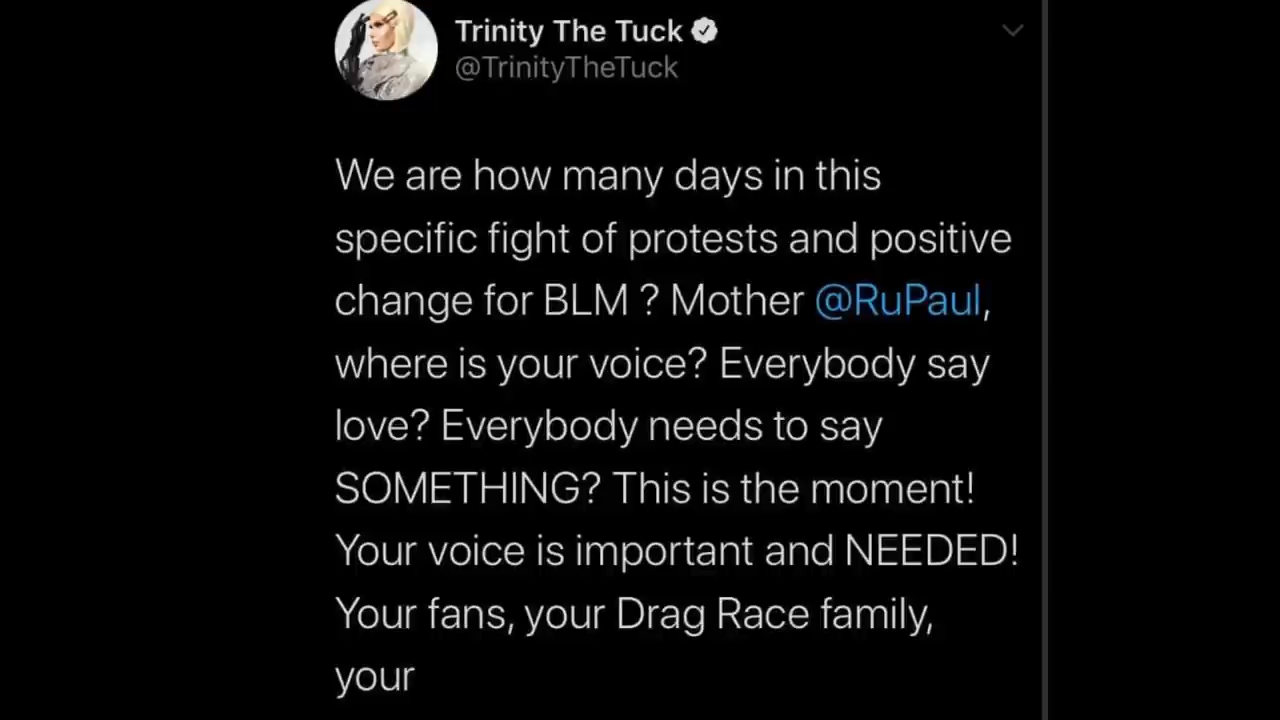 Trinity The Tuck
@TrinityTheTuck
We are how many days in this
specific fight of protests and positive
change for BLM ? Mother @RuPaul,
where is your voice? Everybody say
love? Everybody needs to say
SOMETHING? This is the moment!
Your voice is important and NEEDED!
Your fans, your Drag Race family,
your